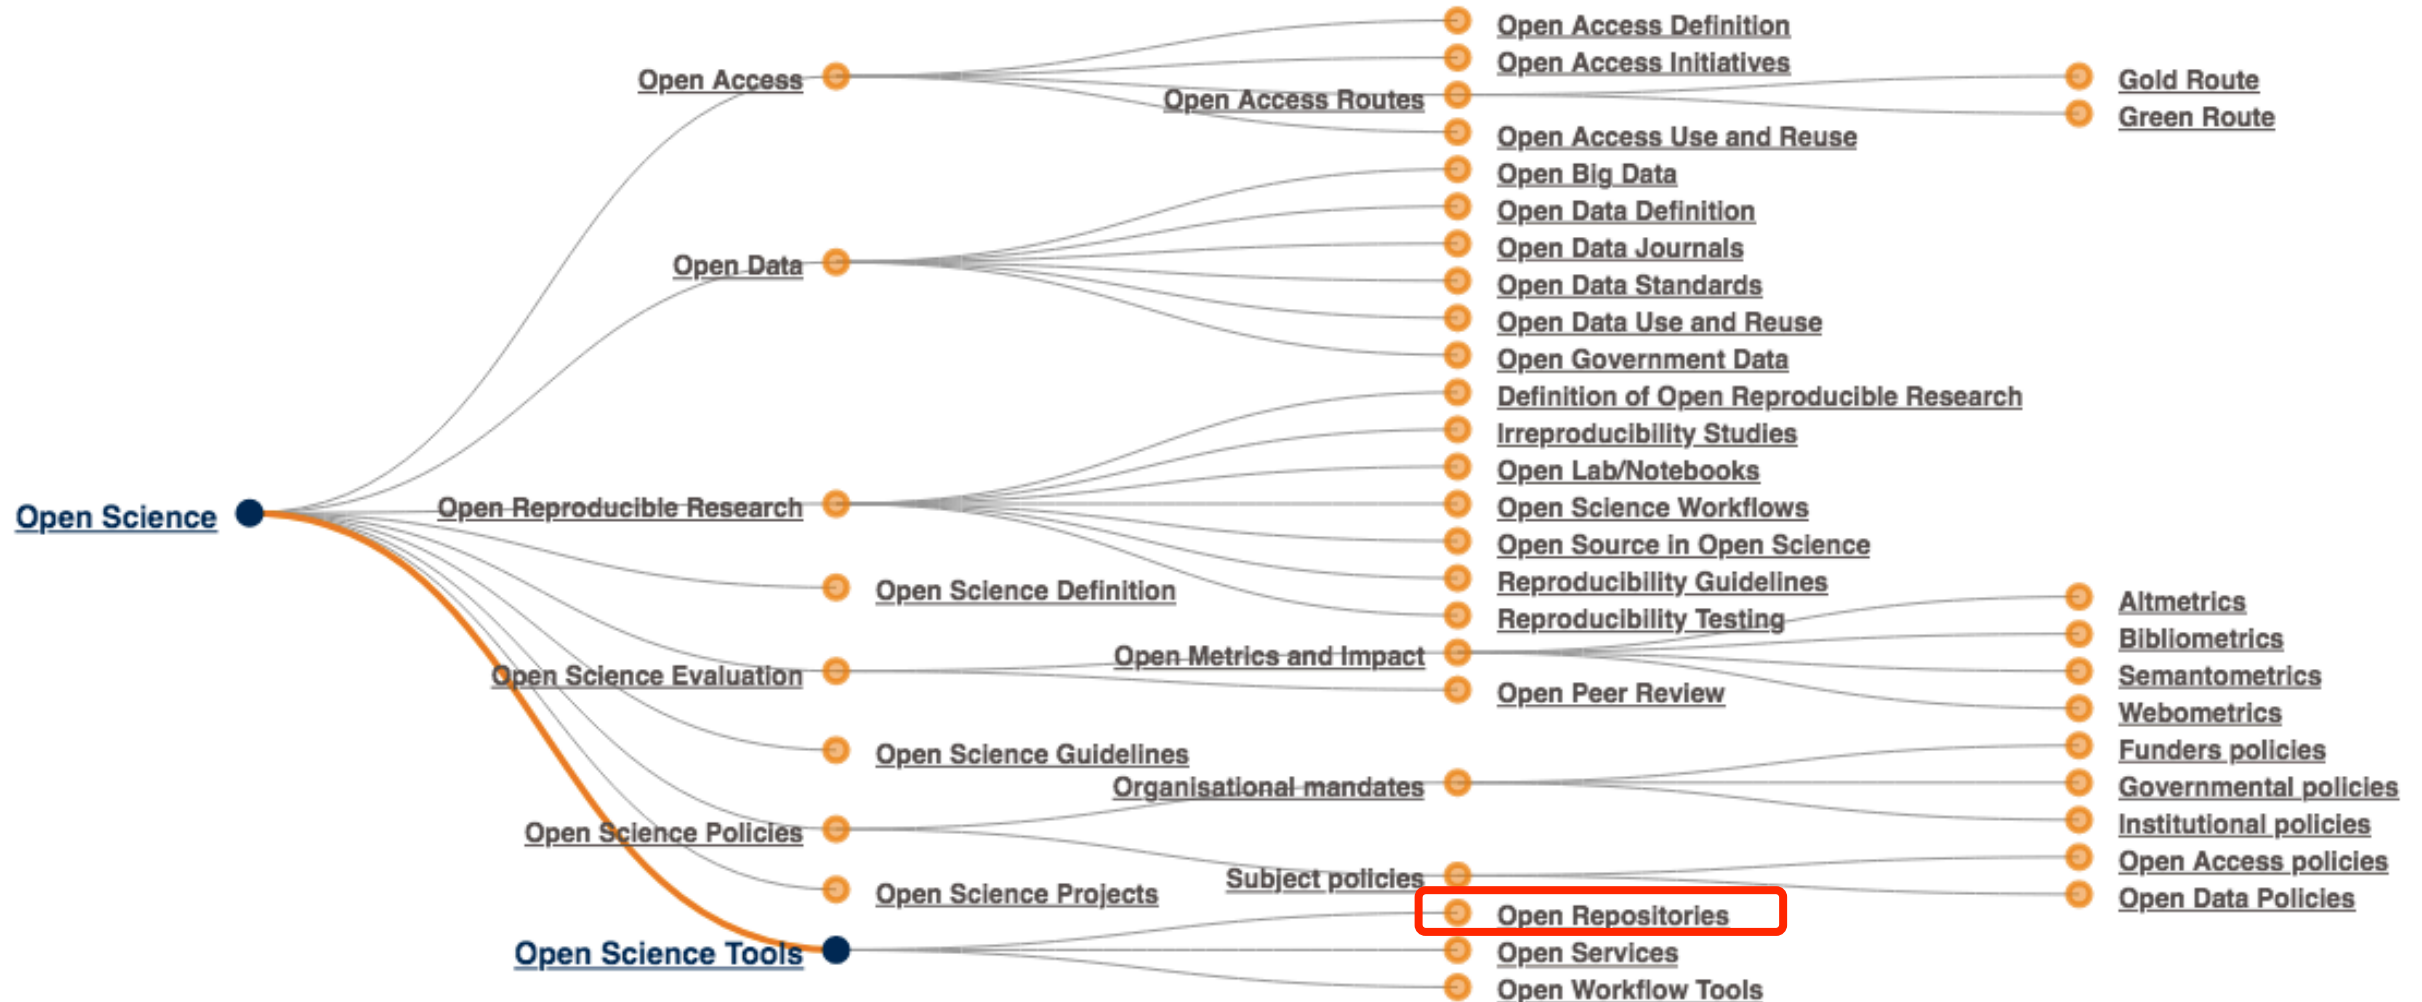 Open Science
Open Access
Open Access Definition
Open Access Initiatives
Open Access Routes
Gold Route
Green Route
Open Access Use and Reuse
Open Data
Open Big Data
Open Data Definition
Open Data Journals
Open Data Standards
Open Data Use and Reuse
Open Government Data
Open Reproducible Research
Definition of Open Reproducible Research
Irreproducibility Studies
Open Lab/Notebooks
Open Science Workflows
Open Source in Open Science
Reproducibility Guidelines
Reproducibility Testing
Open Science Definition
Open Science Evaluation
Open Metrics and Impact
Altmetrics
Bibliometrics
Semantometrics
Webometrics
Open Peer Review
Open Science Guidelines
Open Science Policies
Organisational mandates
Funders policies
Governmental policies
Institutional policies
Subject policies
Open Access policies
Open Data Policies
Open Science Projects
Open Science Tools
Open Repositories
Open Services
Open Workflow Tools